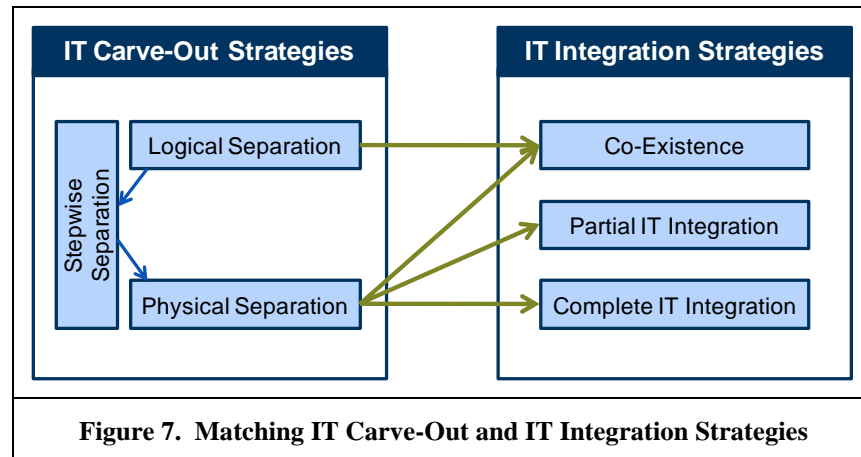 IT Carve-Out Strategies
Logical Separation
Stepwise
Separation
Physical Separation
IT Integration Strategies
Co-Existence
Partial IT Integration
Complete IT Integration
Figure 7. Matching IT Carve-Out and IT Integration Strategies